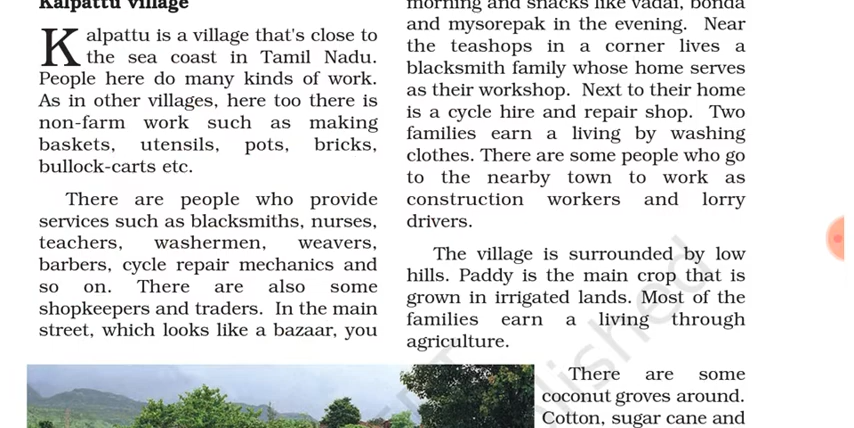 Kalpattu village
Kalpattu is a village that's close to
the sea coast in Tamil Nadu.
People here do many kinds of work.
As in other villages, here too there is
non-farm work such as making
baskets, utensils, pots, bricks,
bullock-carts etc.
There are people who provide
services such as blacksmiths, nurses,
teachers, washermen, weavers,
barbers, cycle repair mechanics and
so on. There are also some
shopkeepers and traders. In the main
street, which looks like a bazaar, you
morning and snacks like vadai, bonda
and mysorepak in the evening. Near
the teashops in a corner lives a
blacksmith family whose home serves
as their workshop. Next to their home
is a cycle hire and repair shop. Two
families earn a living by washing
clothes. There are some people who go
to the nearby town to work as
construction workers and lorry
drivers.
The village is surrounded by low
hills. Paddy is the main crop that is
grown in irrigated lands. Most of the
families earn a living through
agriculture.
There are some
coconut groves around.
Cotton, sugar cane and